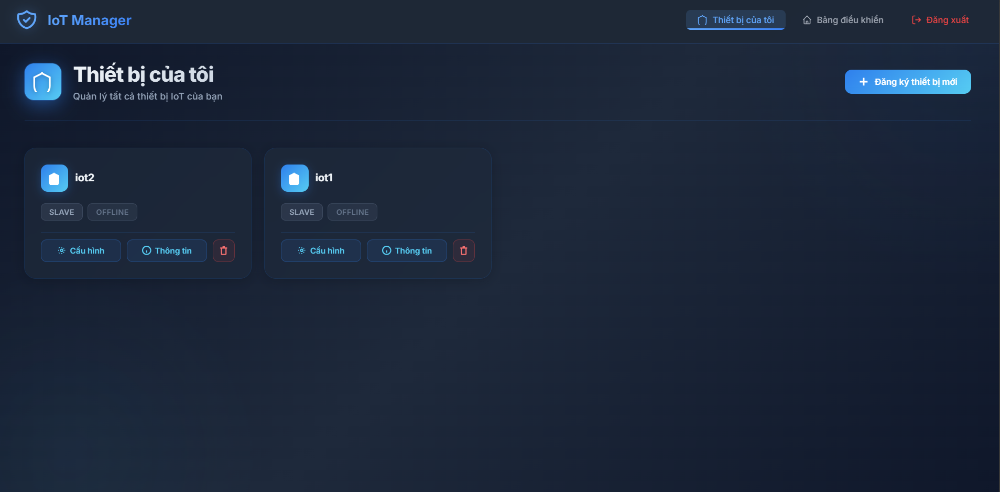 IoT Manager
Thiết bị của tôi
Bảng điều khiển
Đăng xuất
Thiết bị của tôi
Quản lý tất cả thiết bị IoT của bạn
Đăng ký thiết bị mới
iot2
SLAVE OFFLINE
Cấu hình Thông tin
iot1
SLAVE OFFLINE
Cấu hình Thông tin